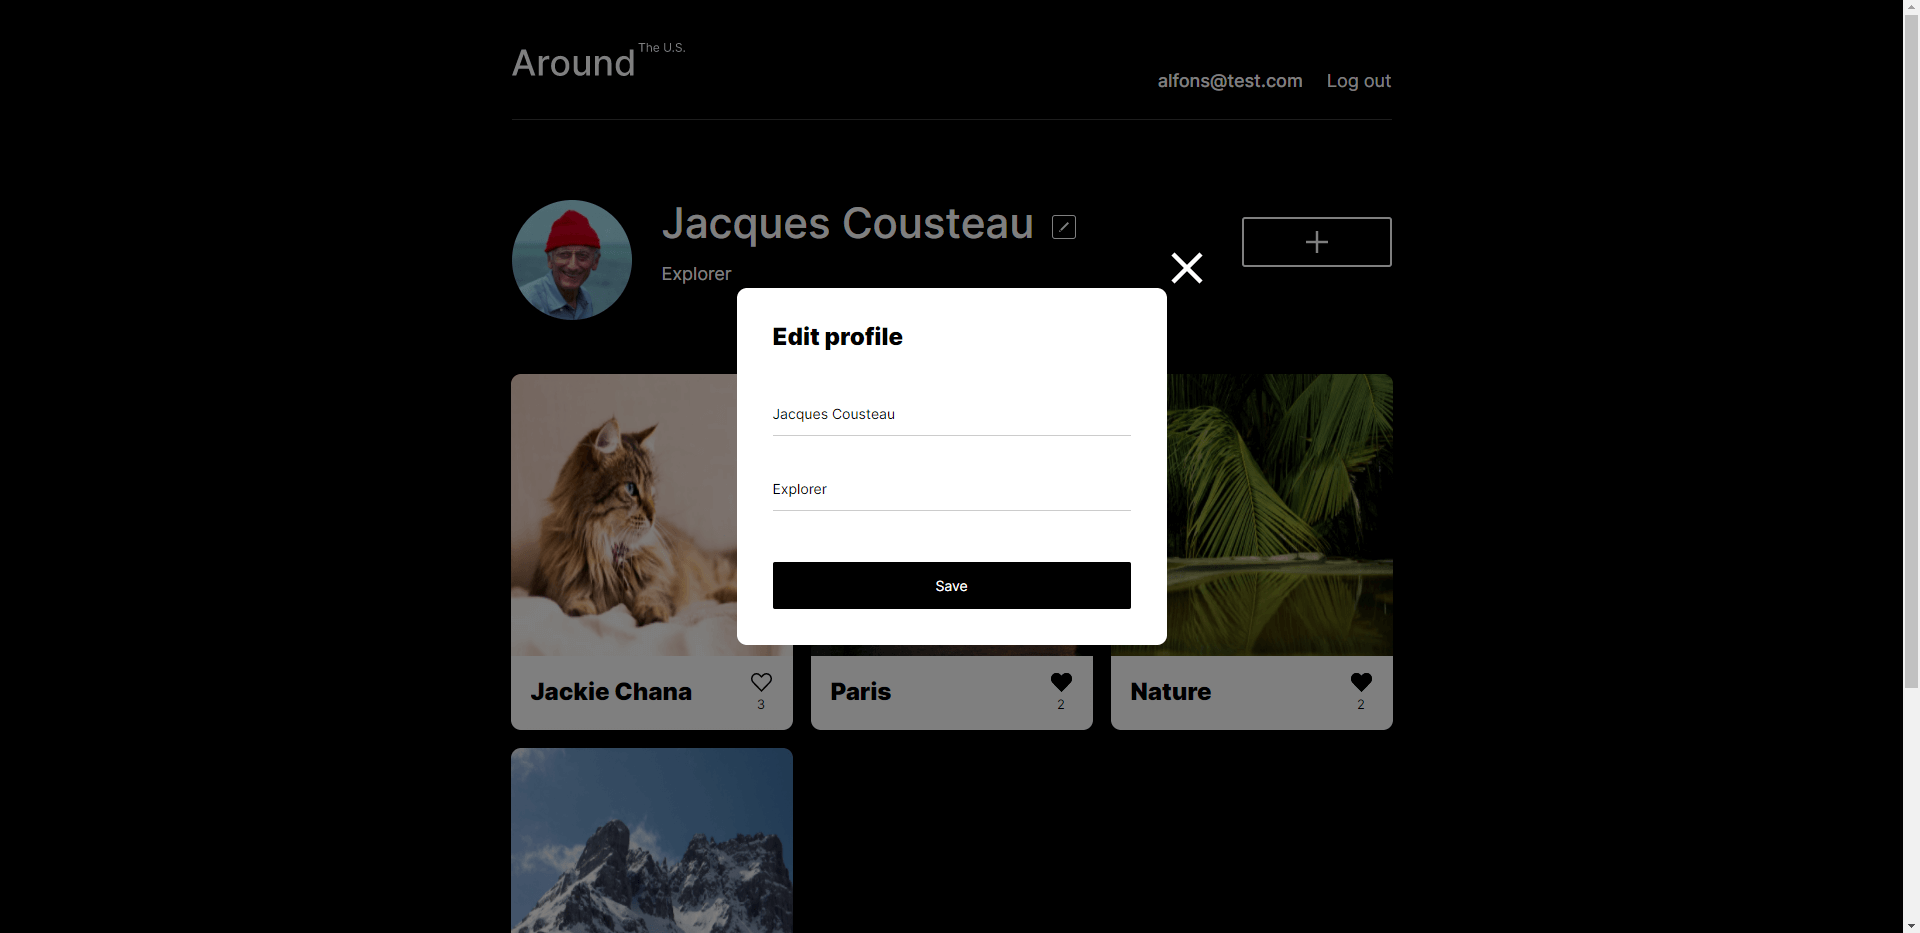 Around The U.S.
alfons@test.com Log out
Jacques Cousteau
Explorer
Edit profile
Jacques Cousteau
Explorer
Save
Jackie Chana
3
Paris
2
Nature
2